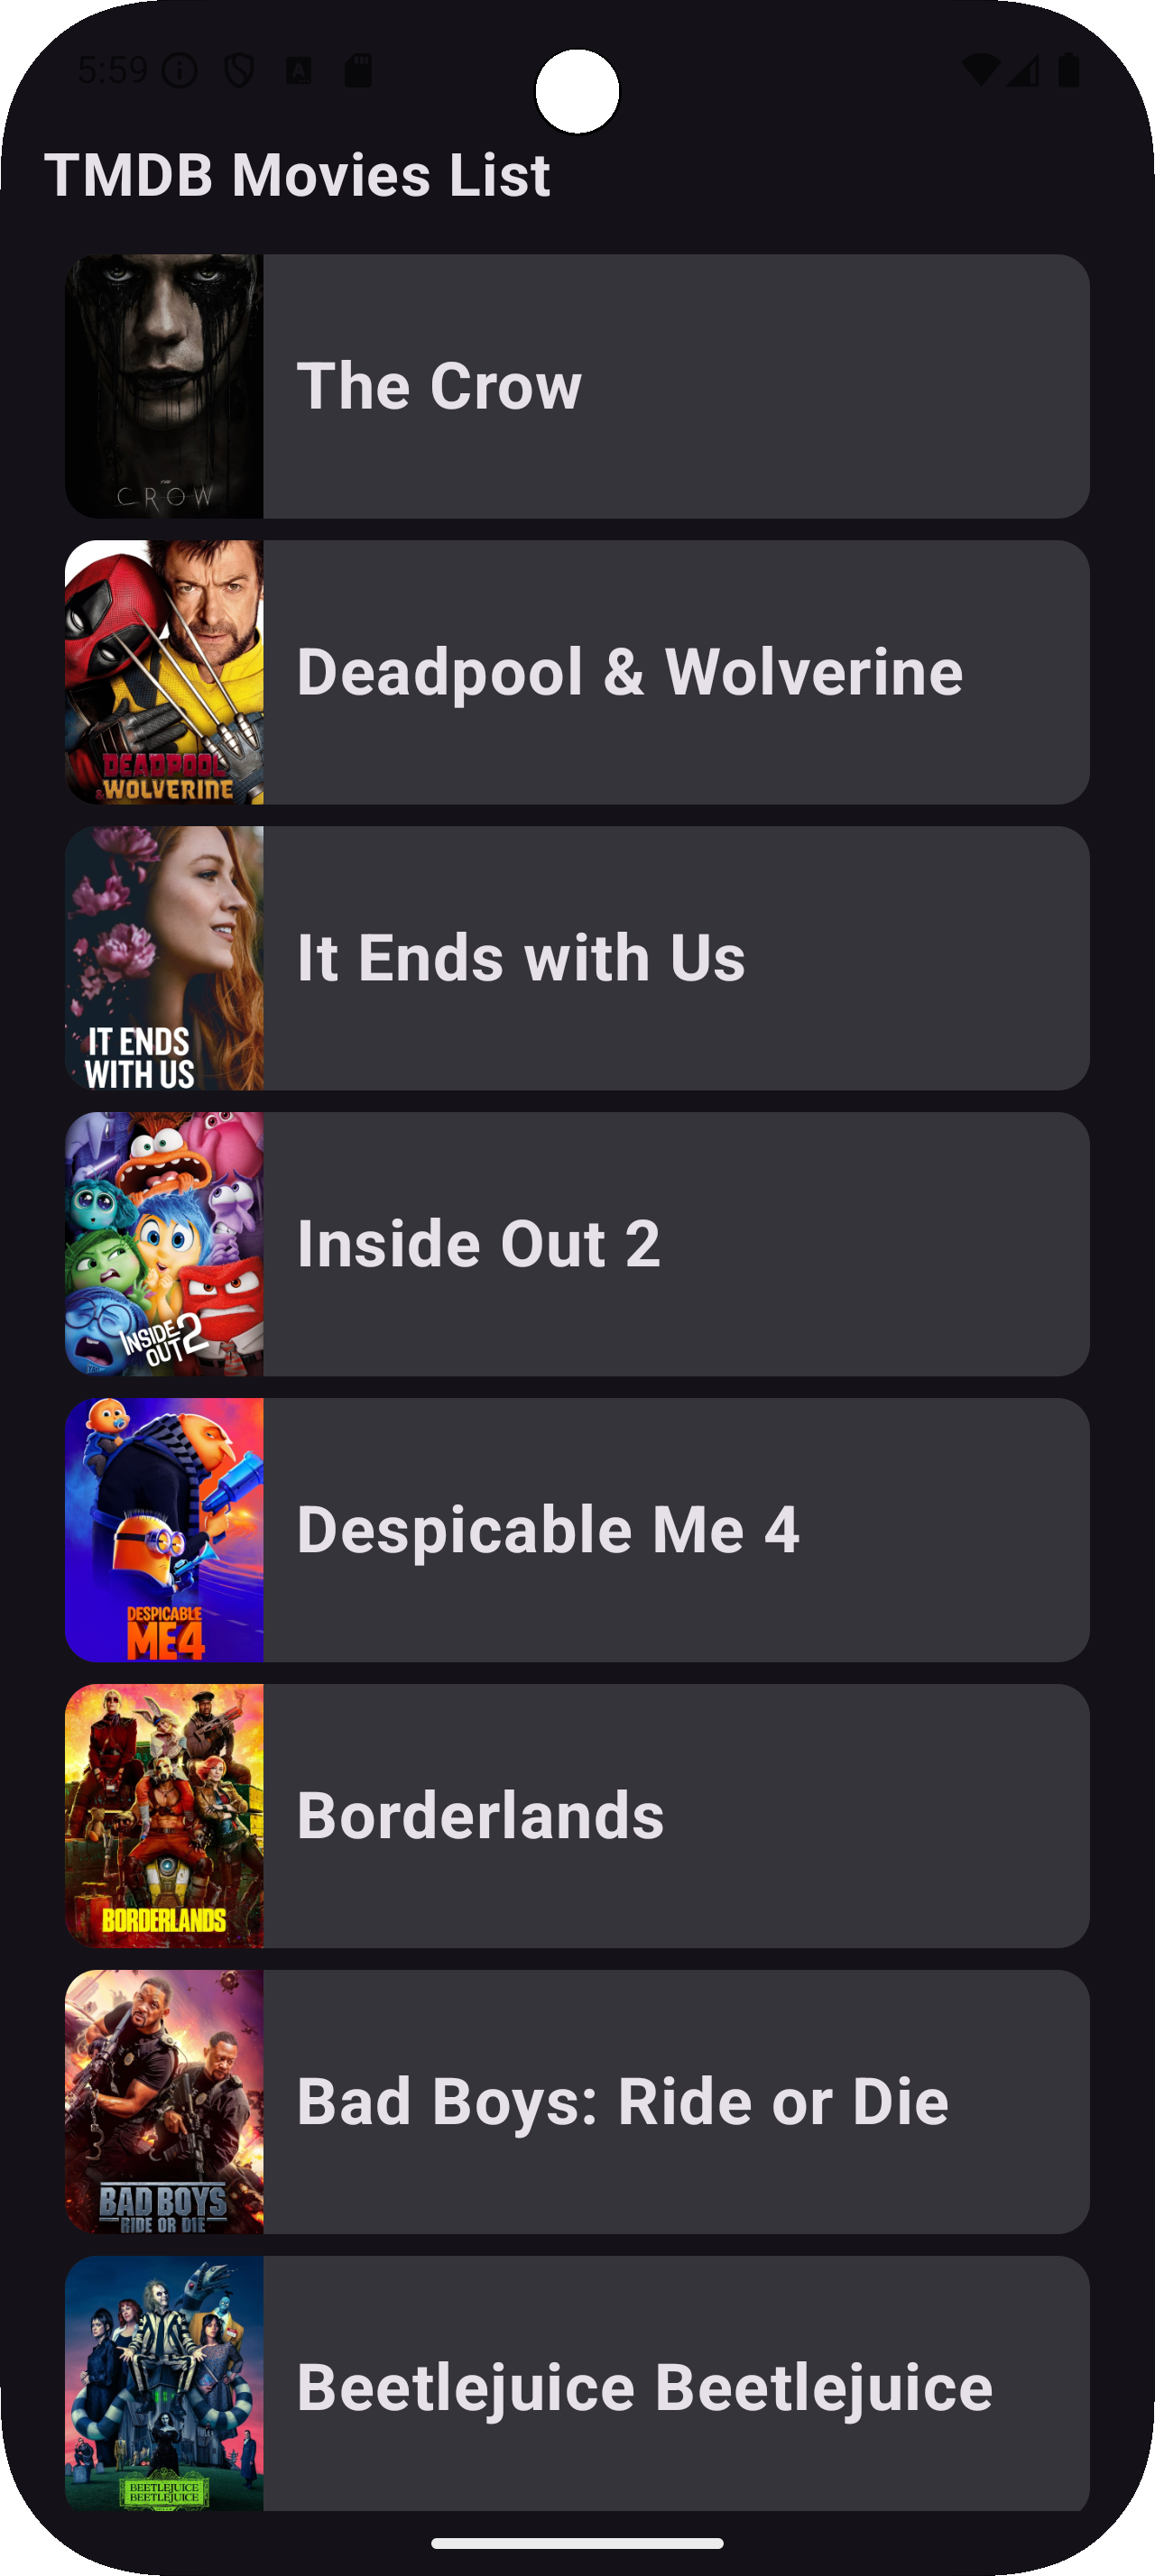 5:59
TMDB Movies List
THE
CROW
The Crow
DEADPOOL
& WOLVERINE
Deadpool & Wolverine
IT ENDS
WITH US
It Ends with Us
INSIDE
OUT 2
Inside Out 2
DESPICABLE
ME4
Despicable Me 4
BORDERLANDS
Borderlands
BAD BOYS
RIDE OR DIE
Bad Boys: Ride or Die
BEETLEJUICE
BEETLEJUICE
Beetlejuice Beetlejuice